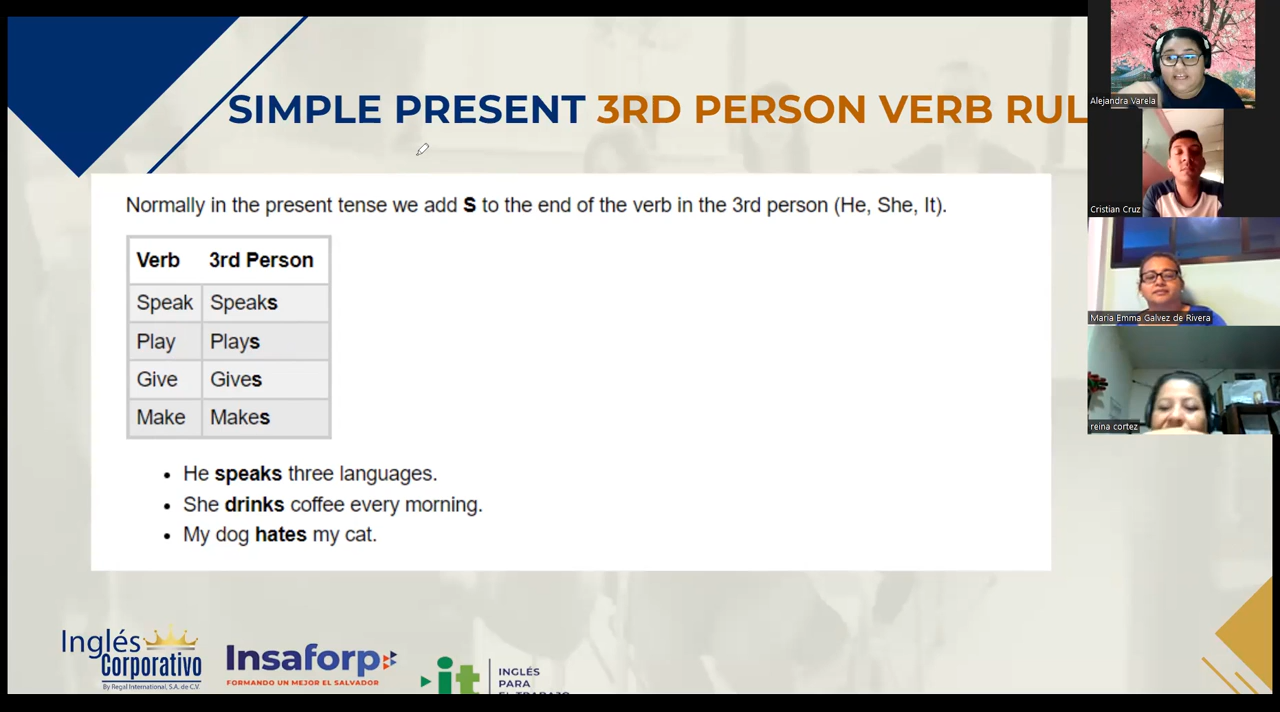 SIMPLE PRESENT 3RD PERSON VERB RUL
Normally in the present tense we add S to the end of the verb in the 3rd person (He, She, It).
Verb 3rd Person
Speak Speaks
Play Plays
Give Gives
Make Makes
• He speaks three languages.
• She drinks coffee every morning.
• My dog hates my cat.
Inglés
Corporativo
By Regal International, S.A. de C.V.
Insaforp
FORMANDO UN MEJOR EL SALVADOR
it
INGLÉS
PARA
EL TRABAJO
Alejandra Varela
Cristian Cruz
Maria Emma Galvez de Rivera
reina cortez